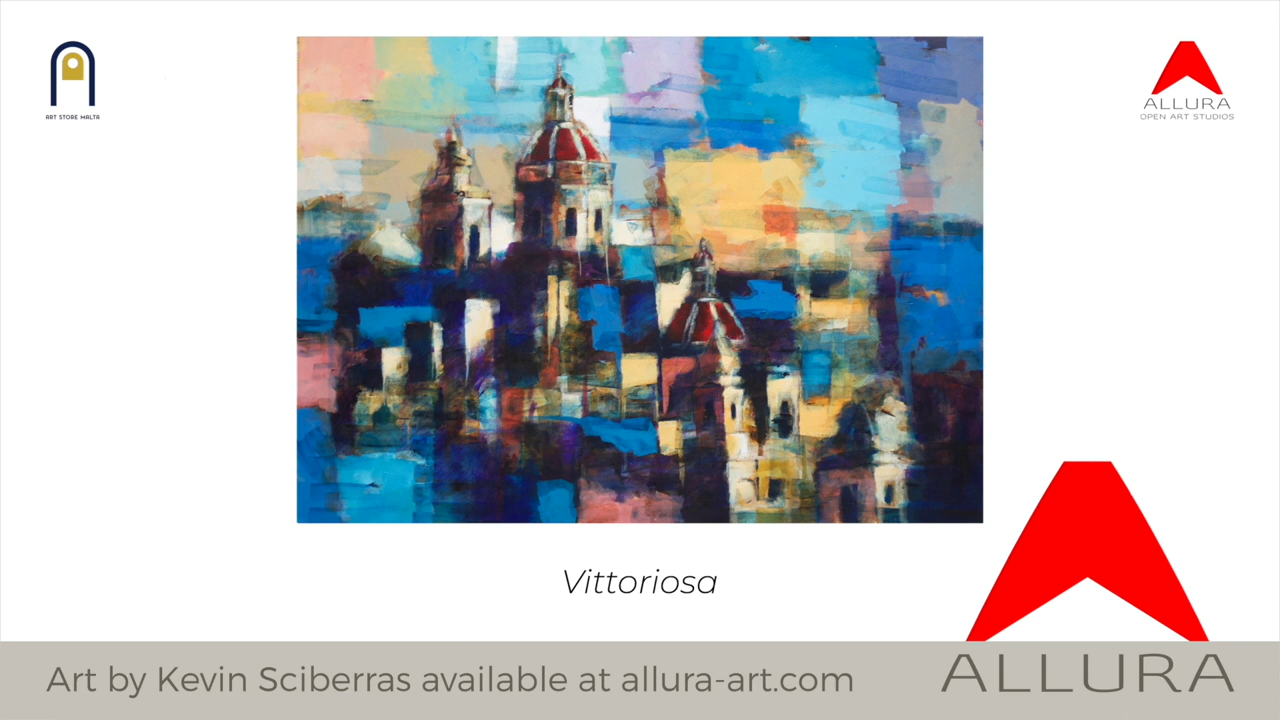 ART STORE MALTA
ALLURA
OPEN ART STUDIOS
Vittoriosa
Art by Kevin Sciberras available at allura-art.com
ALLURA